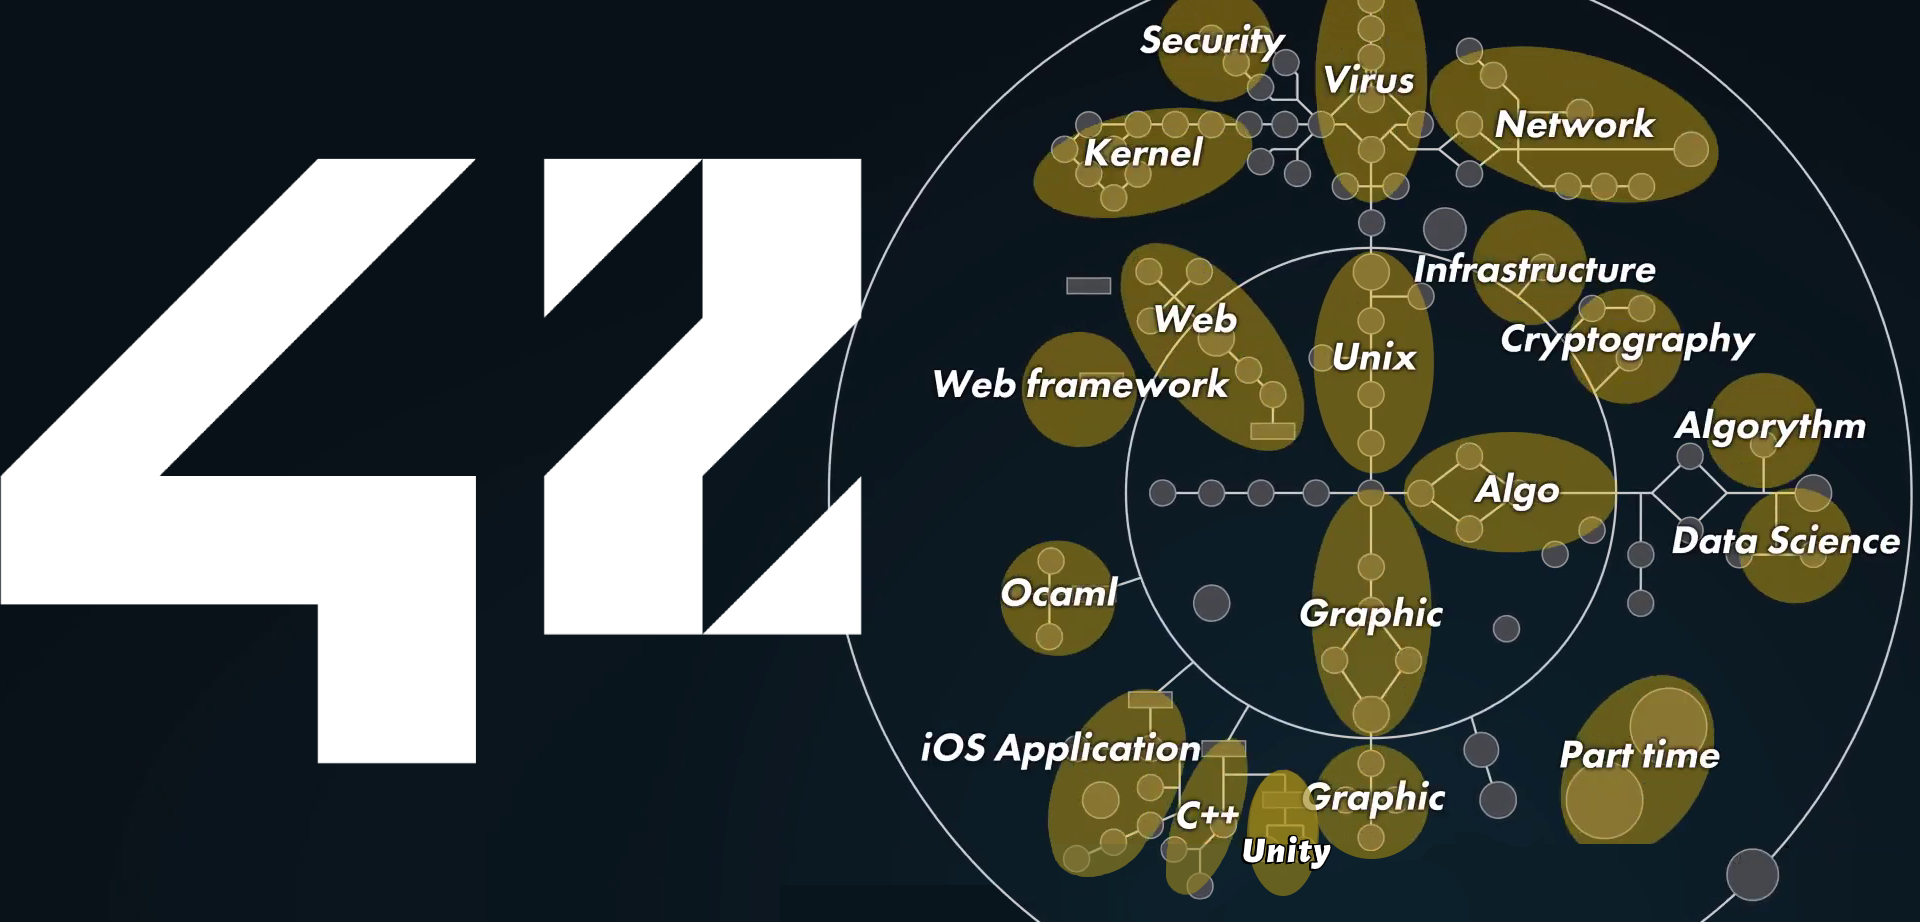 42
Security
Virus
Network
Kernel
Infrastructure
Web
Cryptography
Unix
Web framework
Algorythm
Algo
Data Science
Ocaml
Graphic
iOS Application
Part time
Graphic
C++
Unity